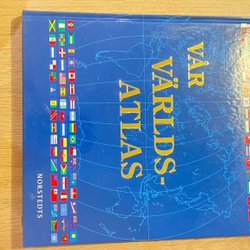 VÅR
VÄRLDS-
ATLAS
NORSTEDTS